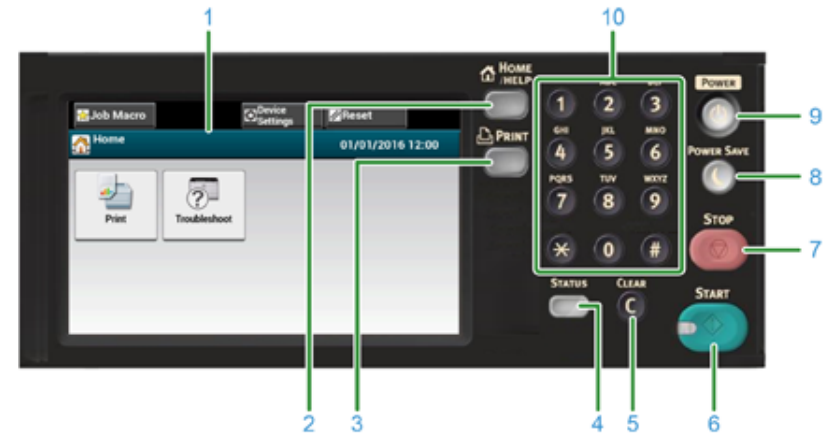 1
10
HOME
/HELP
POWER
Job Macro
Device
Settings
Reset
Home
01/01/2016 12:00
PRINT
1
2
3
9
GHI
JKL
MNO
4
5
6
POWER SAVE
8
Print
Troubleshoot
PQRS
TUV
WXYZ
7
8
9
STOP
7
0
#
STATUS
CLEAR
C
START
2
3
4
5
6